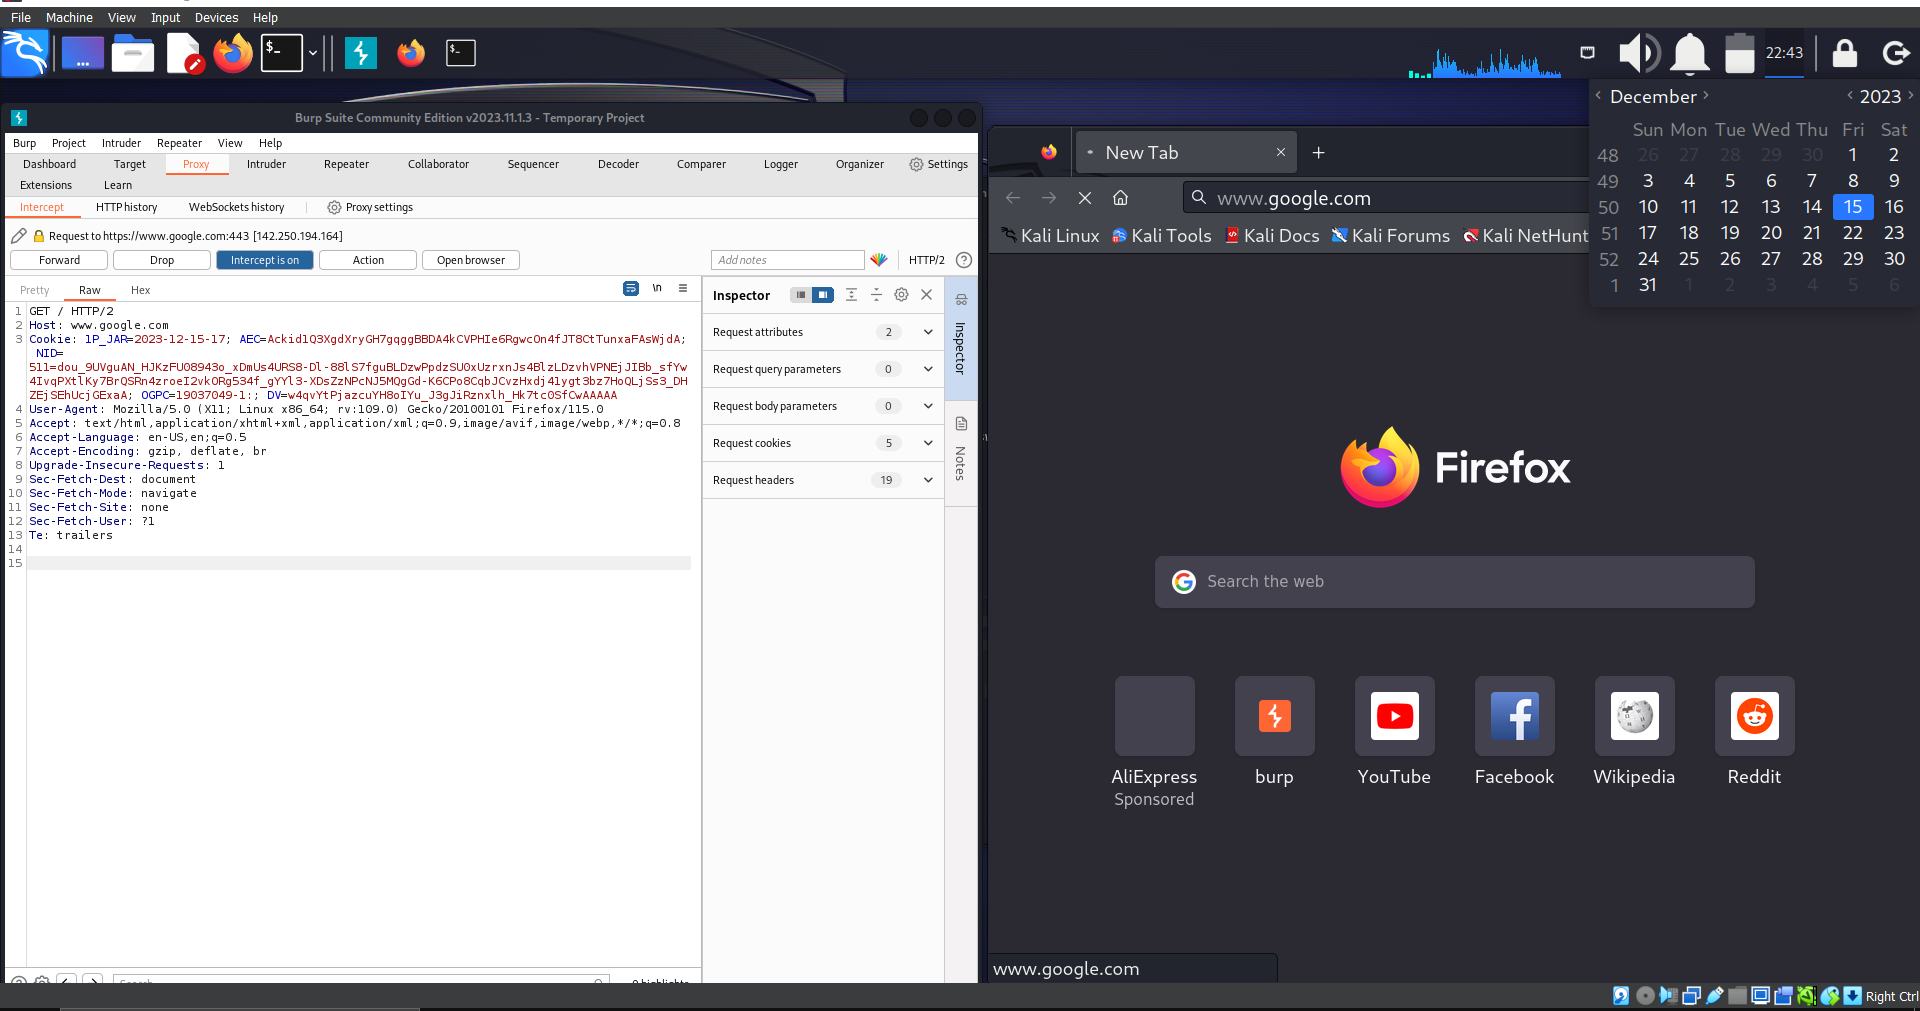 File Machine View Input Devices Help
22:43
December 2023
Sun Mon Tue Wed Thu Fri Sat
48 26 27 28 29 30 1 2
49 3 4 5 6 7 8 9
50 10 11 12 13 14 15 16
51 17 18 19 20 21 22 23
52 24 25 26 27 28 29 30
1 31 1 2 3 4 5 6
Burp Suite Community Edition v2023.11.1.3 - Temporary Project
Burp Project Intruder Repeater View Help
Dashboard Target Proxy Intruder Repeater Collaborator Sequencer Decoder Comparer Logger Organizer Settings
Extensions Learn
Intercept HTTP history WebSockets history Proxy settings
Request to https://www.google.com:443 [142.250.194.164]
Forward Drop Intercept is on Action Open browser Add notes HTTP/2
Pretty Raw Hex \n
1 GET / HTTP/2
2 Host: www.google.com
3 Cookie: 1P_JAR=2023-12-15-17; AEC=Ackid1Q3XgdXryGH7gqggBBDA4kCVPHIe6RgwcOn4fJT8CtTunxaFAsWjdA;
NID=
511=dou_9UVguAN_HJKzFU08943o_xDmUs4URS8-Dl-88lS7fguBLDzwPpdzSU0xUzrxnJs4BlzLDzvhVPNEjJIBb_sfYw
4IvqPXtlKy7BrQSRn4zroeI2vkORg534f_gYYl3-XDsZzNPcNJ5MQgGd-K6CPo8CqbJCvzHxdj41ygt3bz7HoQLjSs3_DH
ZEjSEhUcjGExaA; OGPC=19037049-1:; DV=w4qvYtPjazcuYH8oIYu_J3gJiRznxlh_Hk7tc0SfCwAAAAA
4 User-Agent: Mozilla/5.0 (X11; Linux x86_64; rv:109.0) Gecko/20100101 Firefox/115.0
5 Accept: text/html,application/xhtml+xml,application/xml;q=0.9,image/avif,image/webp,*/*;q=0.8
6 Accept-Language: en-US,en;q=0.5
7 Accept-Encoding: gzip, deflate, br
8 Upgrade-Insecure-Requests: 1
9 Sec-Fetch-Dest: document
10 Sec-Fetch-Mode: navigate
11 Sec-Fetch-Site: none
12 Sec-Fetch-User: ?1
13 Te: trailers
14
15
Inspector
Request attributes 2
Request query parameters 0
Request body parameters 0
Request cookies 5
Request headers 19
Inspector
Notes
Search 0 highlights
New Tab
www.google.com
Kali Linux Kali Tools Kali Docs Kali Forums Kali NetHunt
Firefox
Search the web
AliExpress burp YouTube Facebook Wikipedia Reddit
Sponsored
www.google.com
Right Ctrl